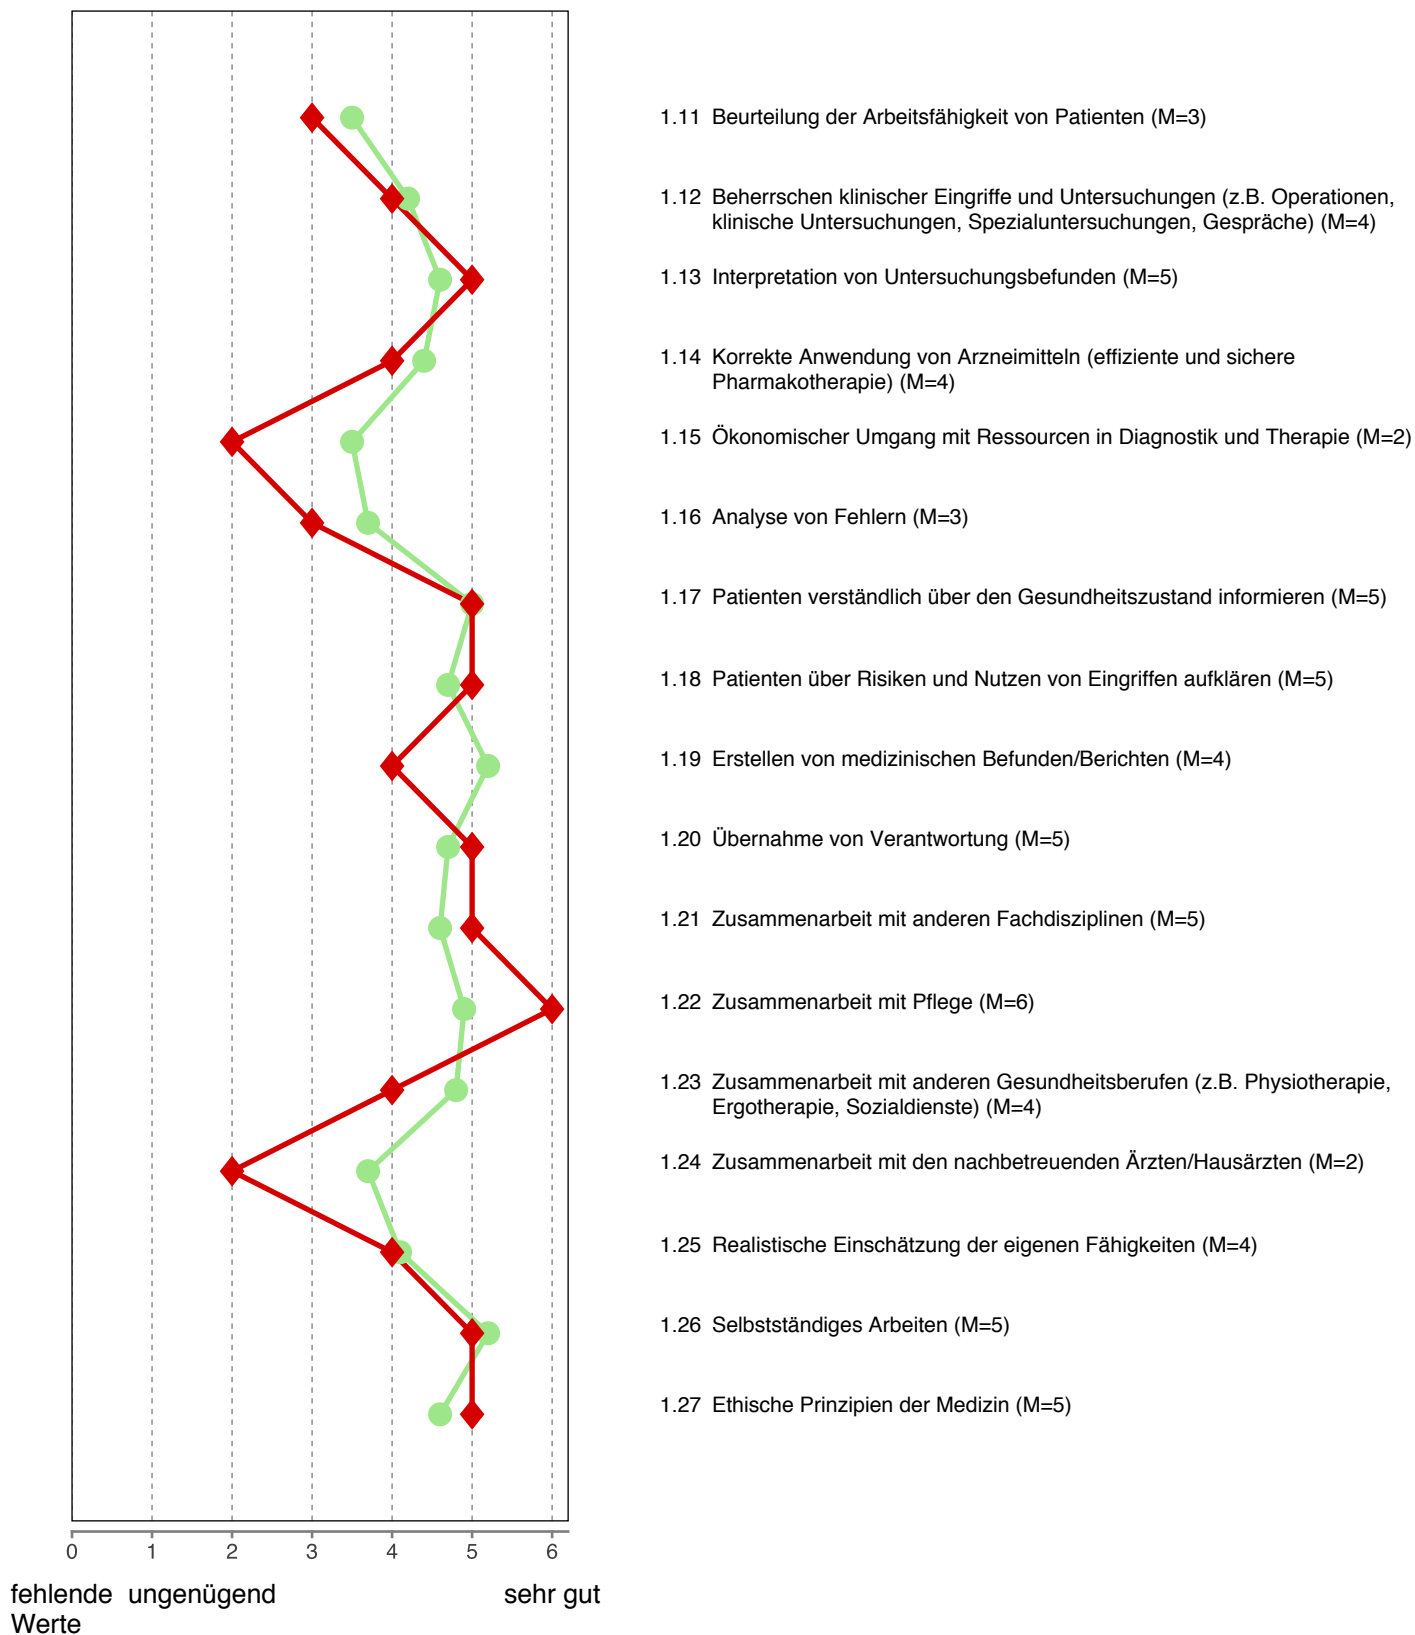 1.11 Beurteilung der Arbeitsfähigkeit von Patienten (M=3)
1.12 Beherrschen klinischer Eingriffe und Untersuchungen (z.B. Operationen,
klinische Untersuchungen, Spezialuntersuchungen, Gespräche) (M=4)
1.13 Interpretation von Untersuchungsbefunden (M=5)
1.14 Korrekte Anwendung von Arzneimitteln (effiziente und sichere
Pharmakotherapie) (M=4)
1.15 Ökonomischer Umgang mit Ressourcen in Diagnostik und Therapie (M=2)
1.16 Analyse von Fehlern (M=3)
1.17 Patienten verständlich über den Gesundheitszustand informieren (M=5)
1.18 Patienten über Risiken und Nutzen von Eingriffen aufklären (M=5)
1.19 Erstellen von medizinischen Befunden/Berichten (M=4)
1.20 Übernahme von Verantwortung (M=5)
1.21 Zusammenarbeit mit anderen Fachdisziplinen (M=5)
1.22 Zusammenarbeit mit Pflege (M=6)
1.23 Zusammenarbeit mit anderen Gesundheitsberufen (z.B. Physiotherapie,
Ergotherapie, Sozialdienste) (M=4)
1.24 Zusammenarbeit mit den nachbetreuenden Ärzten/Hausärzten (M=2)
1.25 Realistische Einschätzung der eigenen Fähigkeiten (M=4)
1.26 Selbstständiges Arbeiten (M=5)
1.27 Ethische Prinzipien der Medizin (M=5)
0 1 2 3 4 5 6
fehlende ungenügend sehr gut
Werte